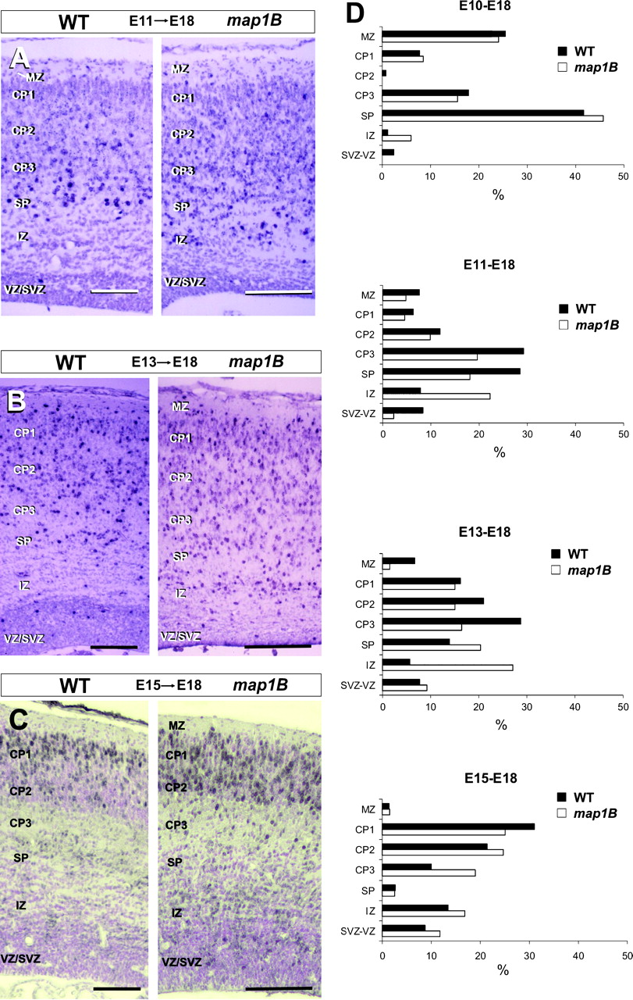 WT E11→E18 map1B
A
MZ
CP1
CP2
CP3
SP
IZ
VZ/SVZ
MZ
CP1
CP2
CP3
SP
IZ
WT E13→E18 map1B
B
CP1
CP2
CP3
SP
IZ
VZ/SVZ
MZ
CP1
CP2
CP3
SP
IZ
VZ/SVZ
WT E15→E18 map1B
C
CP1
CP2
CP3
SP
IZ
VZ/SVZ
MZ
CP1
CP2
CP3
SP
IZ
VZ/SVZ
D
E10-E18
WT
map1B
MZ
CP1
CP2
CP3
SP
IZ
SVZ-VZ
0 10 20 30 40 50
%
E11-E18
WT
map1B
MZ
CP1
CP2
CP3
SP
IZ
SVZ-VZ
0 10 20 30 40 50
%
E13-E18
WT
map1B
MZ
CP1
CP2
CP3
SP
IZ
SVZ-VZ
0 10 20 30 40 50
%
E15-E18
WT
map1B
MZ
CP1
CP2
CP3
SP
IZ
SVZ-VZ
0 10 20 30 40 50
%